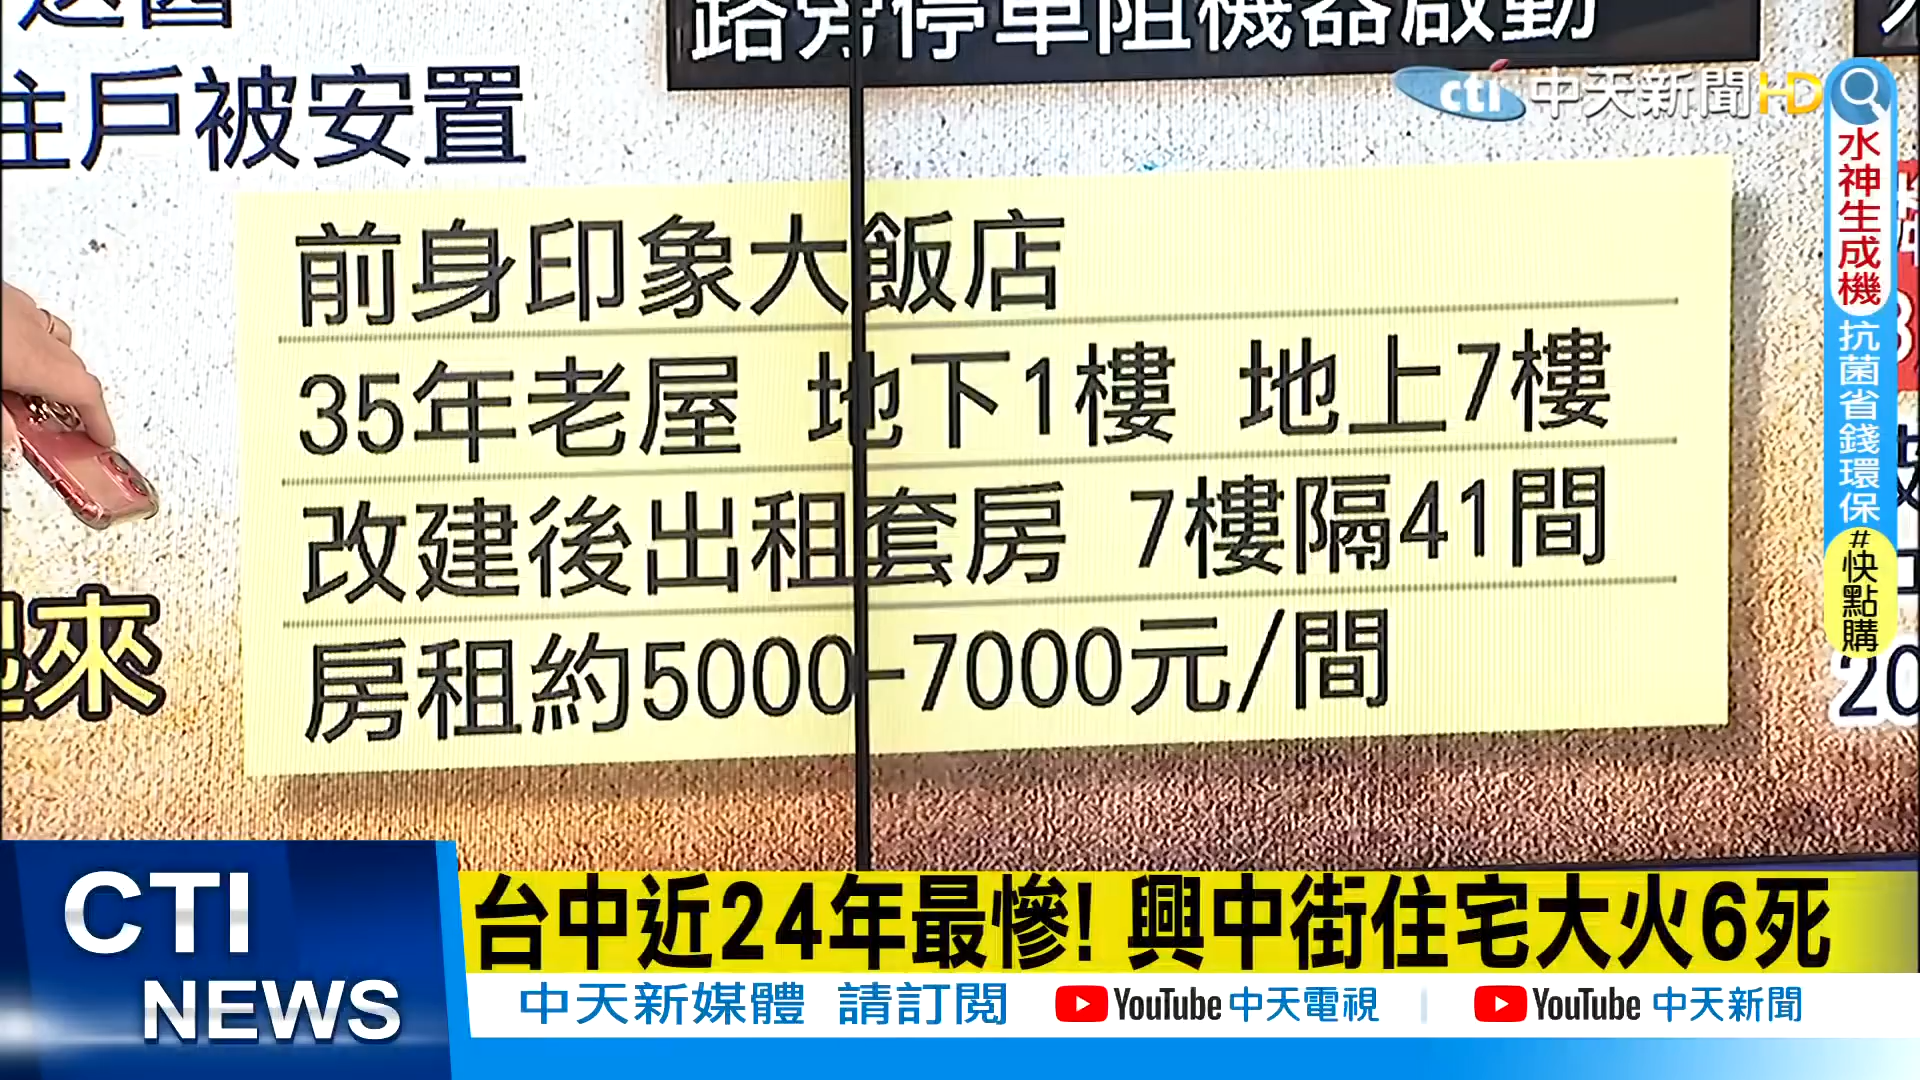 路旁停車阻機器啟動
住戶被安置
cti 中天新聞HD
前身印象大飯店
35年老屋 地下1樓 地上7樓
改建後出租套房 7樓隔41間
房租約5000-7000元/間
起來
20
水神生成機
抗菌省錢環保
#快點購
CTI
NEWS
台中近24年最慘! 興中街住宅大火6死
中天新媒體 請訂閱 YouTube 中天電視 | YouTube 中天新聞